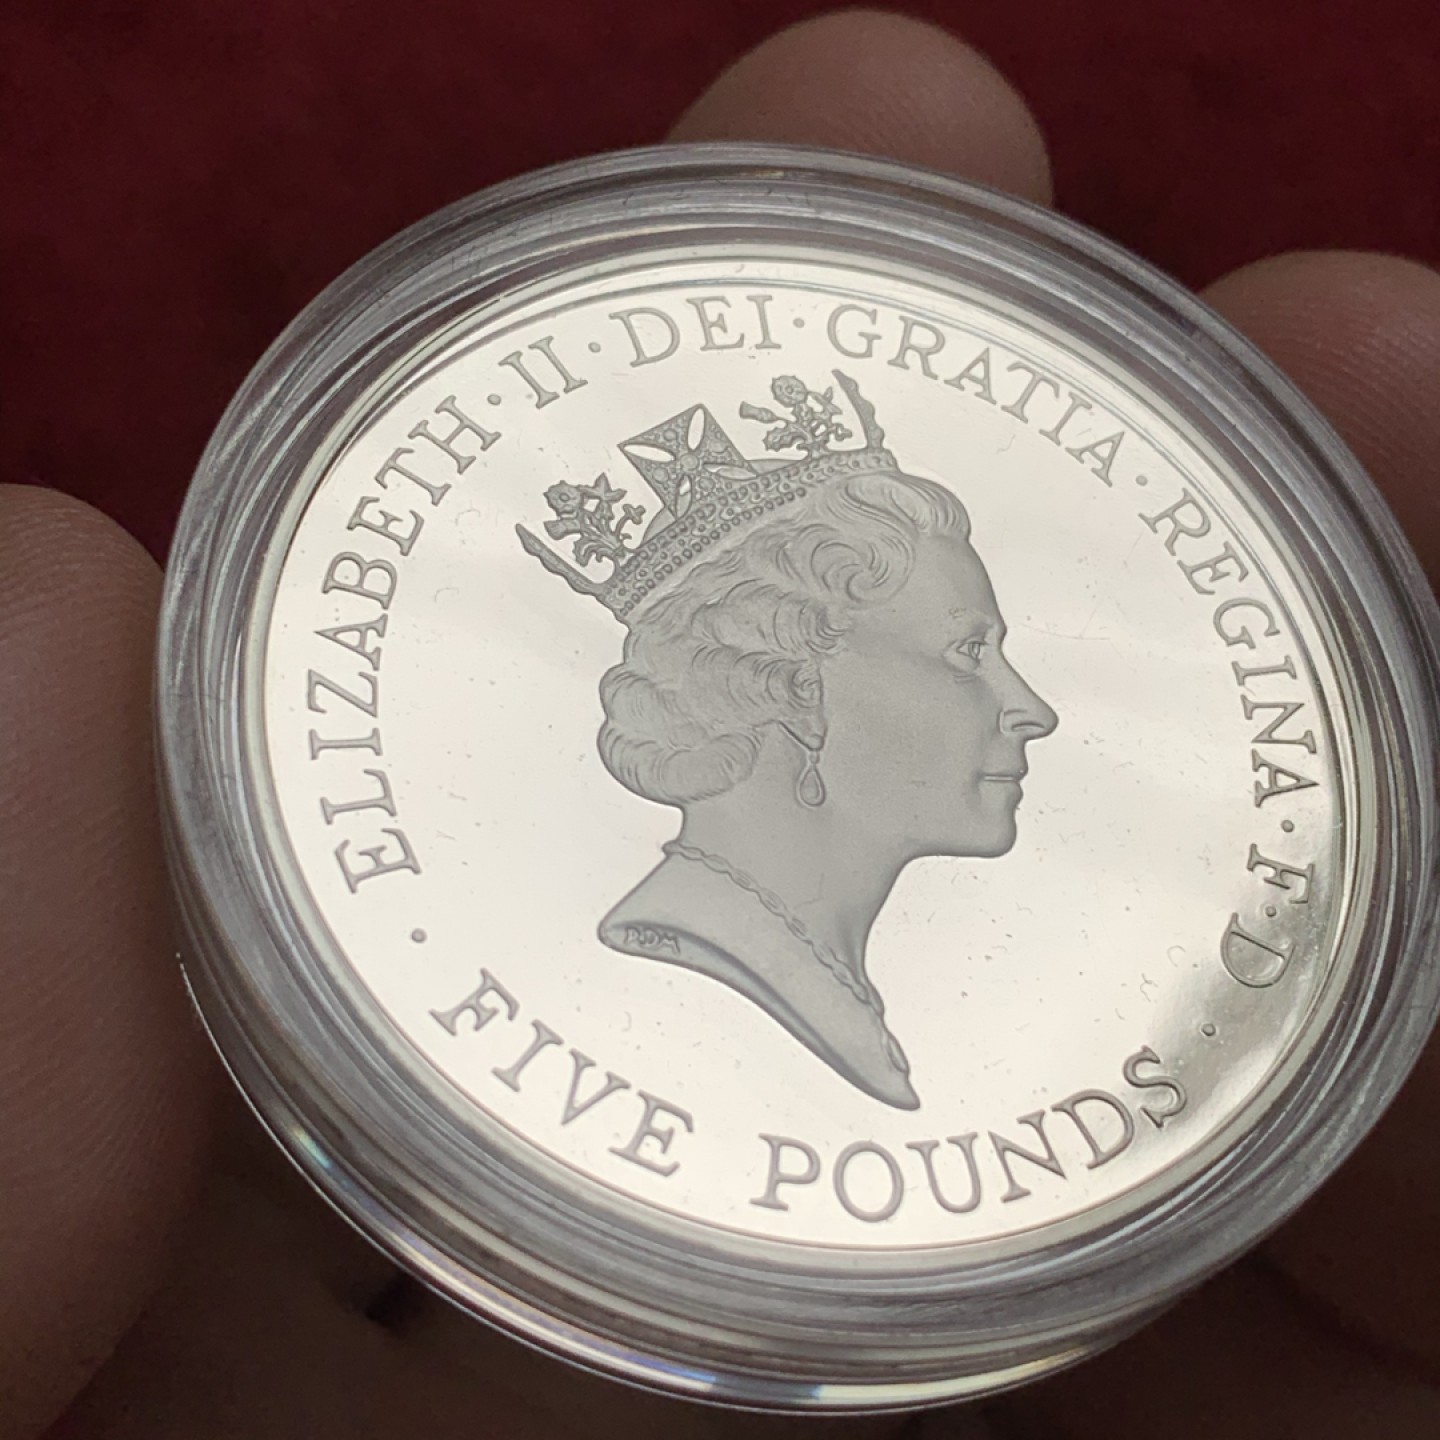 ELIZABETH · II · DEI · GRATIA · REGINA · F · D ·
FIVE POUNDS ·
RDM